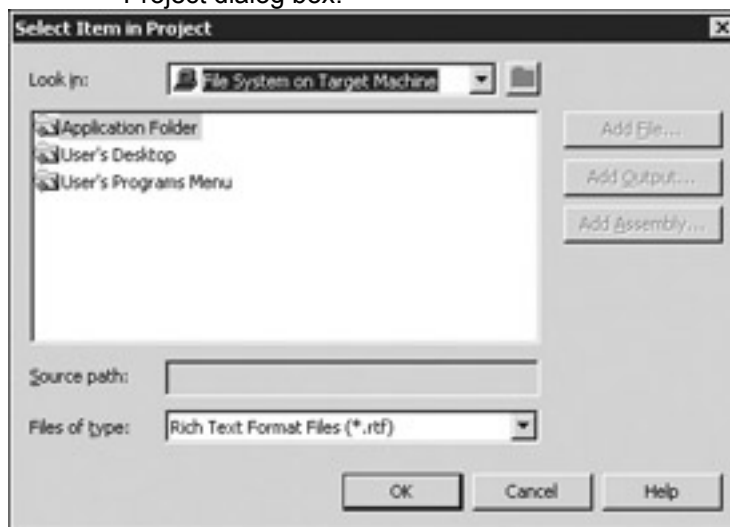 Project dialog box.
Select Item in Project
Look in: File System on Target Machine
Application Folder
User's Desktop
User's Programs Menu
Add File...
Add Output...
Add Assembly...
Source path:
Files of type: Rich Text Format Files (*.rtf)
OK Cancel Help